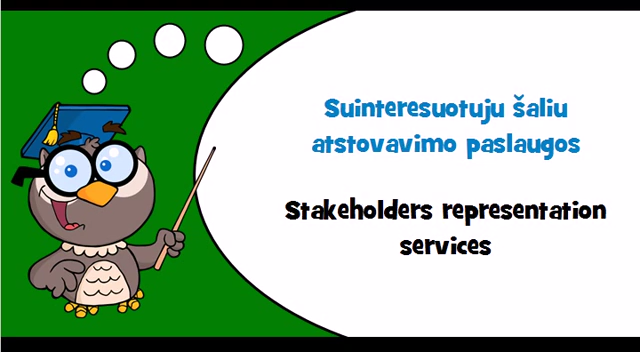 Suinteresuotuju šaliu
atstovavimo paslaugos
Stakeholders representation
services